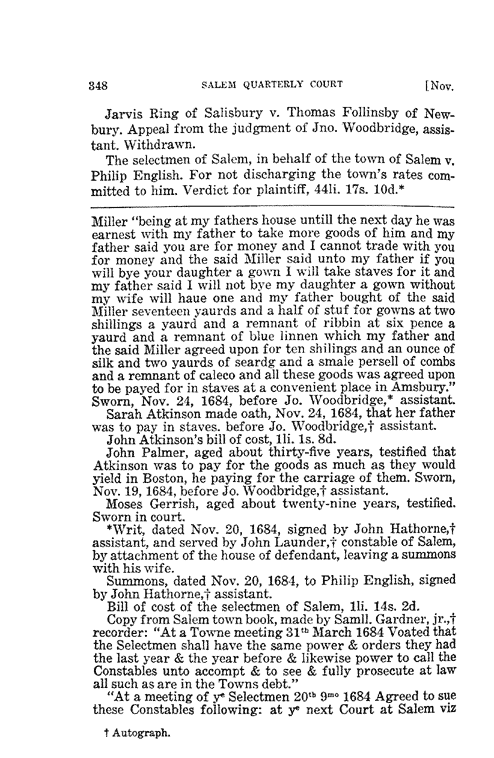 348 SALEM QUARTERLY COURT [Nov.
Jarvis Ring of Salisbury v. Thomas Follinsby of New-
bury. Appeal from the judgment of Jno. Woodbridge, assis-
tant. Withdrawn.
The selectmen of Salem, in behalf of the town of Salem v.
Philip English. For not discharging the town's rates com-
mitted to him. Verdict for plaintiff, 44li. 17s. 10d.*
Miller "being at my fathers house untill the next day he was
earnest with my father to take more goods of him and my
father said you are for money and I cannot trade with you
for money and the said Miller said unto my father if you
will bye your daughter a gown I will take staves for it and
my father said I will not bye my daughter a gown without
my wife will haue one and my father bought of the said
Miller seventeen yaurds and a half of stuf for gowns at two
shillings a yaurd and a remnant of ribbin at six pence a
yaurd and a remnant of blue linnen which my father and
the said Miller agreed upon for ten shilings and an ounce of
silk and two yaurds of seardg and a smale persell of combs
and a remnant of caleco and all these goods was agreed upon
to be payed for in staves at a convenient place in Amsbury."
Sworn, Nov. 24, 1684, before Jo. Woodbridge,* assistant.
Sarah Atkinson made oath, Nov. 24, 1684, that her father
was to pay in staves. before Jo. Woodbridge,† assistant.
John Atkinson's bill of cost, 1li. 1s. 8d.
John Palmer, aged about thirty-five years, testified that
Atkinson was to pay for the goods as much as they would
yield in Boston, he paying for the carriage of them. Sworn,
Nov. 19, 1684, before Jo. Woodbridge,† assistant.
Moses Gerrish, aged about twenty-nine years, testified.
Sworn in court.
*Writ, dated Nov. 20, 1684, signed by John Hathorne,†
assistant, and served by John Launder,† constable of Salem,
by attachment of the house of defendant, leaving a summons
with his wife.
Summons, dated Nov. 20, 1684, to Philip English, signed
by John Hathorne,† assistant.
Bill of cost of the selectmen of Salem, 1li. 14s. 2d.
Copy from Salem town book, made by Samll. Gardner, jr.,†
recorder: "At a Towne meeting 31th March 1684 Voated that
the Selectmen shall have the same power & orders they had
the last year & the year before & likewise power to call the
Constables unto accompt & to see & fully prosecute at law
all such as are in the Towns debt."
"At a meeting of ye Selectmen 20th 9mo 1684 Agreed to sue
these Constables following: at ye next Court at Salem viz
† Autograph.